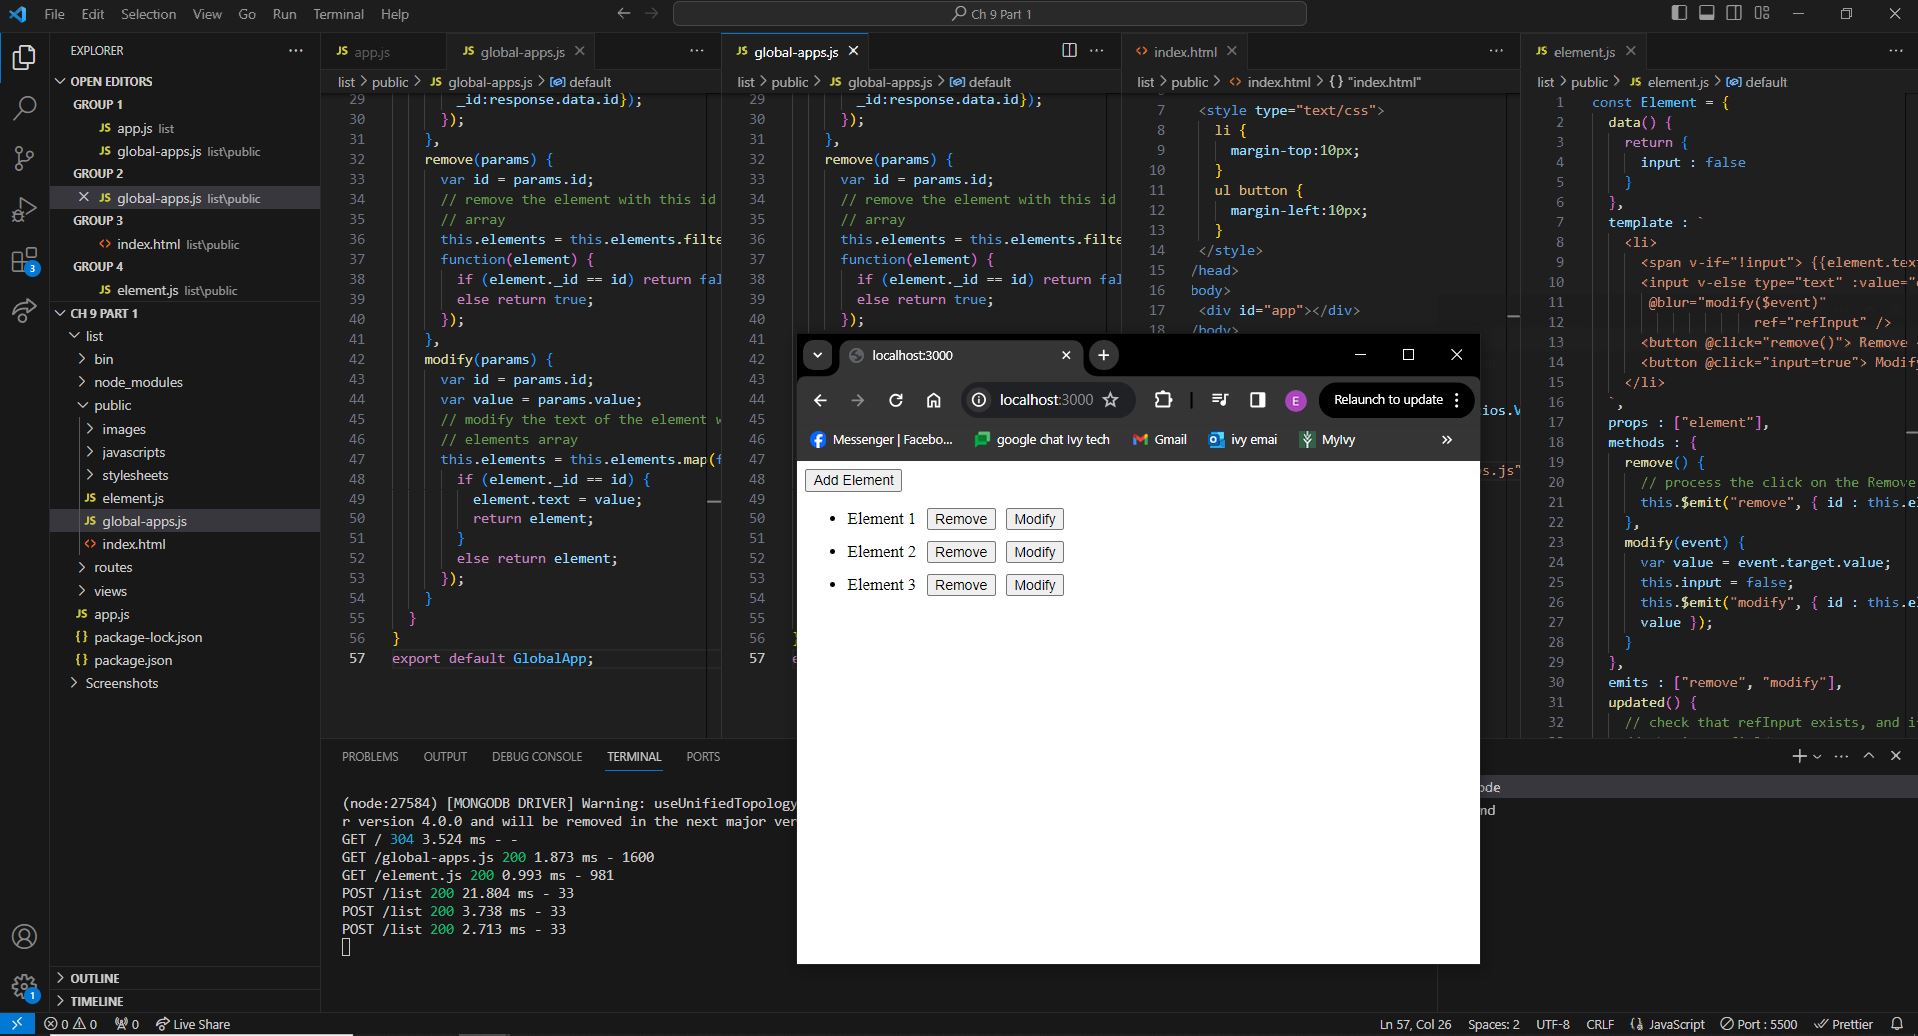 File Edit Selection View Go Run Terminal Help
Ch 9 Part 1
EXPLORER
OPEN EDITORS
GROUP 1
JS app.js list
JS global-apps.js list\public
GROUP 2
JS global-apps.js list\public
GROUP 3
<> index.html list\public
GROUP 4
JS element.js list\public
CH 9 PART 1
list
bin
node_modules
public
images
javascripts
stylesheets
JS element.js
JS global-apps.js
<> index.html
routes
views
JS app.js
{} package-lock.json
{} package.json
Screenshots
OUTLINE
TIMELINE
3
1
JS app.js JS global-apps.js
list > public > JS global-apps.js > default
29 _id:response.data.id});
30 });
31 },
32 remove(params) {
33 var id = params.id;
34 // remove the element with this id
35 // array
36 this.elements = this.elements.filte
37 function(element) {
38 if (element._id == id) return fal
39 else return true;
40 });
41 },
42 modify(params) {
43 var id = params.id;
44 var value = params.value;
45 // modify the text of the element w
46 // elements array
47 this.elements = this.elements.map(f
48 if (element._id == id) {
49 element.text = value;
50 return element;
51 }
52 else return element;
53 });
54 }
55 }
56 }
57 export default GlobalApp;
JS global-apps.js
list > public > JS global-apps.js > default
29 _id:response.data.id});
30 });
31 },
32 remove(params) {
33 var id = params.id;
34 // remove the element with this id
35 // array
36 this.elements = this.elements.filte
37 function(element) {
38 if (element._id == id) return fal
39 else return true;
40 });
41
42
43
44
45
46
47
48
49
50
51
52
53
54
55
56
57
<> index.html
list > public > <> index.html > {} "index.html"
7 <style type="text/css">
8 li {
9 margin-top:10px;
10 }
11 ul button {
12 margin-left:10px;
13 }
14 </style>
15 /head>
16 body>
17 <div id="app"></div>
18 /body>
ios.V
s.js"
JS element.js
list > public > JS element.js > default
1 const Element = {
2 data() {
3 return {
4 input : false
5 }
6 },
7 template : `
8 <li>
9 <span v-if="!input"> {{element.tex
10 <input v-else type="text" :value="e
11 @blur="modify($event)"
12 ref="refInput" />
13 <button @click="remove()"> Remove
14 <button @click="input=true"> Modif
15 </li>
16 `,
17 props : ["element"],
18 methods : {
19 remove() {
20 // process the click on the Remove
21 this.$emit("remove", { id : this.el
22 },
23 modify(event) {
24 var value = event.target.value;
25 this.input = false;
26 this.$emit("modify", { id : this.el
27 value });
28 }
29 },
30 emits : ["remove", "modify"],
31 updated() {
32 // check that refInput exists, and i
localhost:3000
localhost:3000
E
Relaunch to update
Messenger | Facebo... google chat Ivy tech Gmail ivy emai MyIvy »
Add Element
• Element 1 Remove Modify
• Element 2 Remove Modify
• Element 3 Remove Modify
PROBLEMS OUTPUT DEBUG CONSOLE TERMINAL PORTS
(node:27584) [MONGODB DRIVER] Warning: useUnifiedTopology
r version 4.0.0 and will be removed in the next major ver
GET / 304 3.524 ms - -
GET /global-apps.js 200 1.873 ms - 1600
GET /element.js 200 0.993 ms - 981
POST /list 200 21.804 ms - 33
POST /list 200 3.738 ms - 33
POST /list 200 2.713 ms - 33
ode
md
0 0 0 Live Share
Ln 57, Col 26 Spaces: 2 UTF-8 CRLF {} JavaScript Port : 5500 Prettier